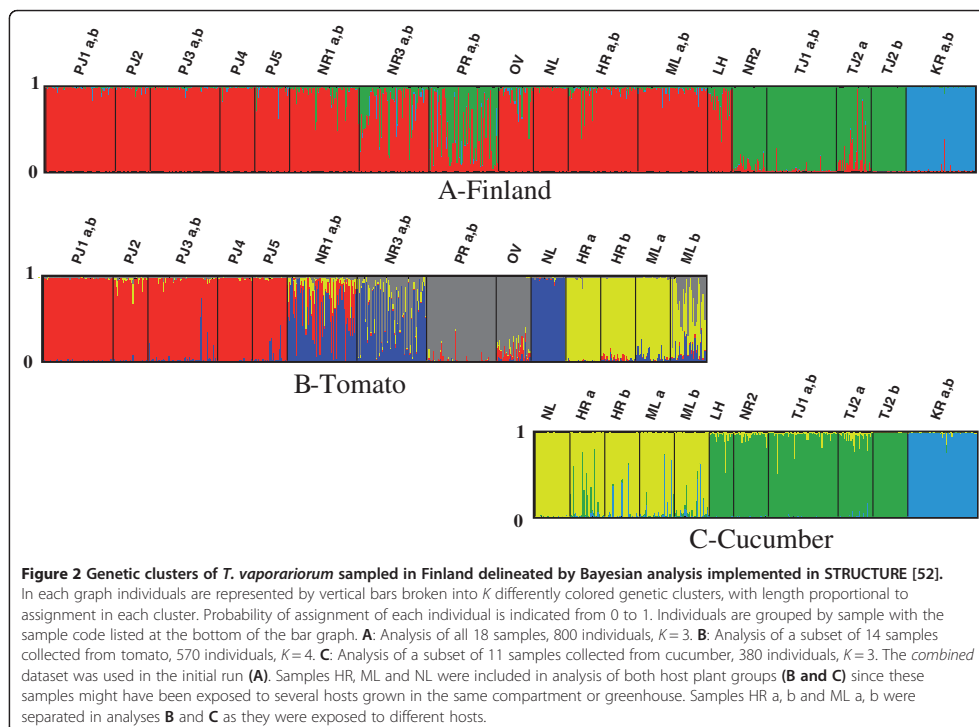 PJ1 a,b PJ2 PJ3 a,b PJ4 PJ5 NR1 a,b NR3 a,b PR a,b OV NL HR a,b ML a,b LH NR2 TJ1 a,b TJ2 a TJ2 b KR a,b
1
0
A-Finland
PJ1 a,b PJ2 PJ3 a,b PJ4 PJ5 NR1 a,b NR3 a,b PR a,b OV NL HR a HR b ML a ML b
1
0
B-Tomato
NL HR a HR b ML a ML b LH NR2 TJ1 a,b TJ2 a TJ2 b KR a,b
1
0
C-Cucumber
Figure 2 Genetic clusters of T. vaporariorum sampled in Finland delineated by Bayesian analysis implemented in STRUCTURE [52].
In each graph individuals are represented by vertical bars broken into K differently colored genetic clusters, with length proportional to
assignment in each cluster. Probability of assignment of each individual is indicated from 0 to 1. Individuals are grouped by sample with the
sample code listed at the bottom of the bar graph. A: Analysis of all 18 samples, 800 individuals, K = 3. B: Analysis of a subset of 14 samples
collected from tomato, 570 individuals, K = 4. C: Analysis of a subset of 11 samples collected from cucumber, 380 individuals, K = 3. The combined
dataset was used in the initial run (A). Samples HR, ML and NL were included in analysis of both host plant groups (B and C) since these
samples might have been exposed to several hosts grown in the same compartment or greenhouse. Samples HR a, b and ML a, b were
separated in analyses B and C as they were exposed to different hosts.